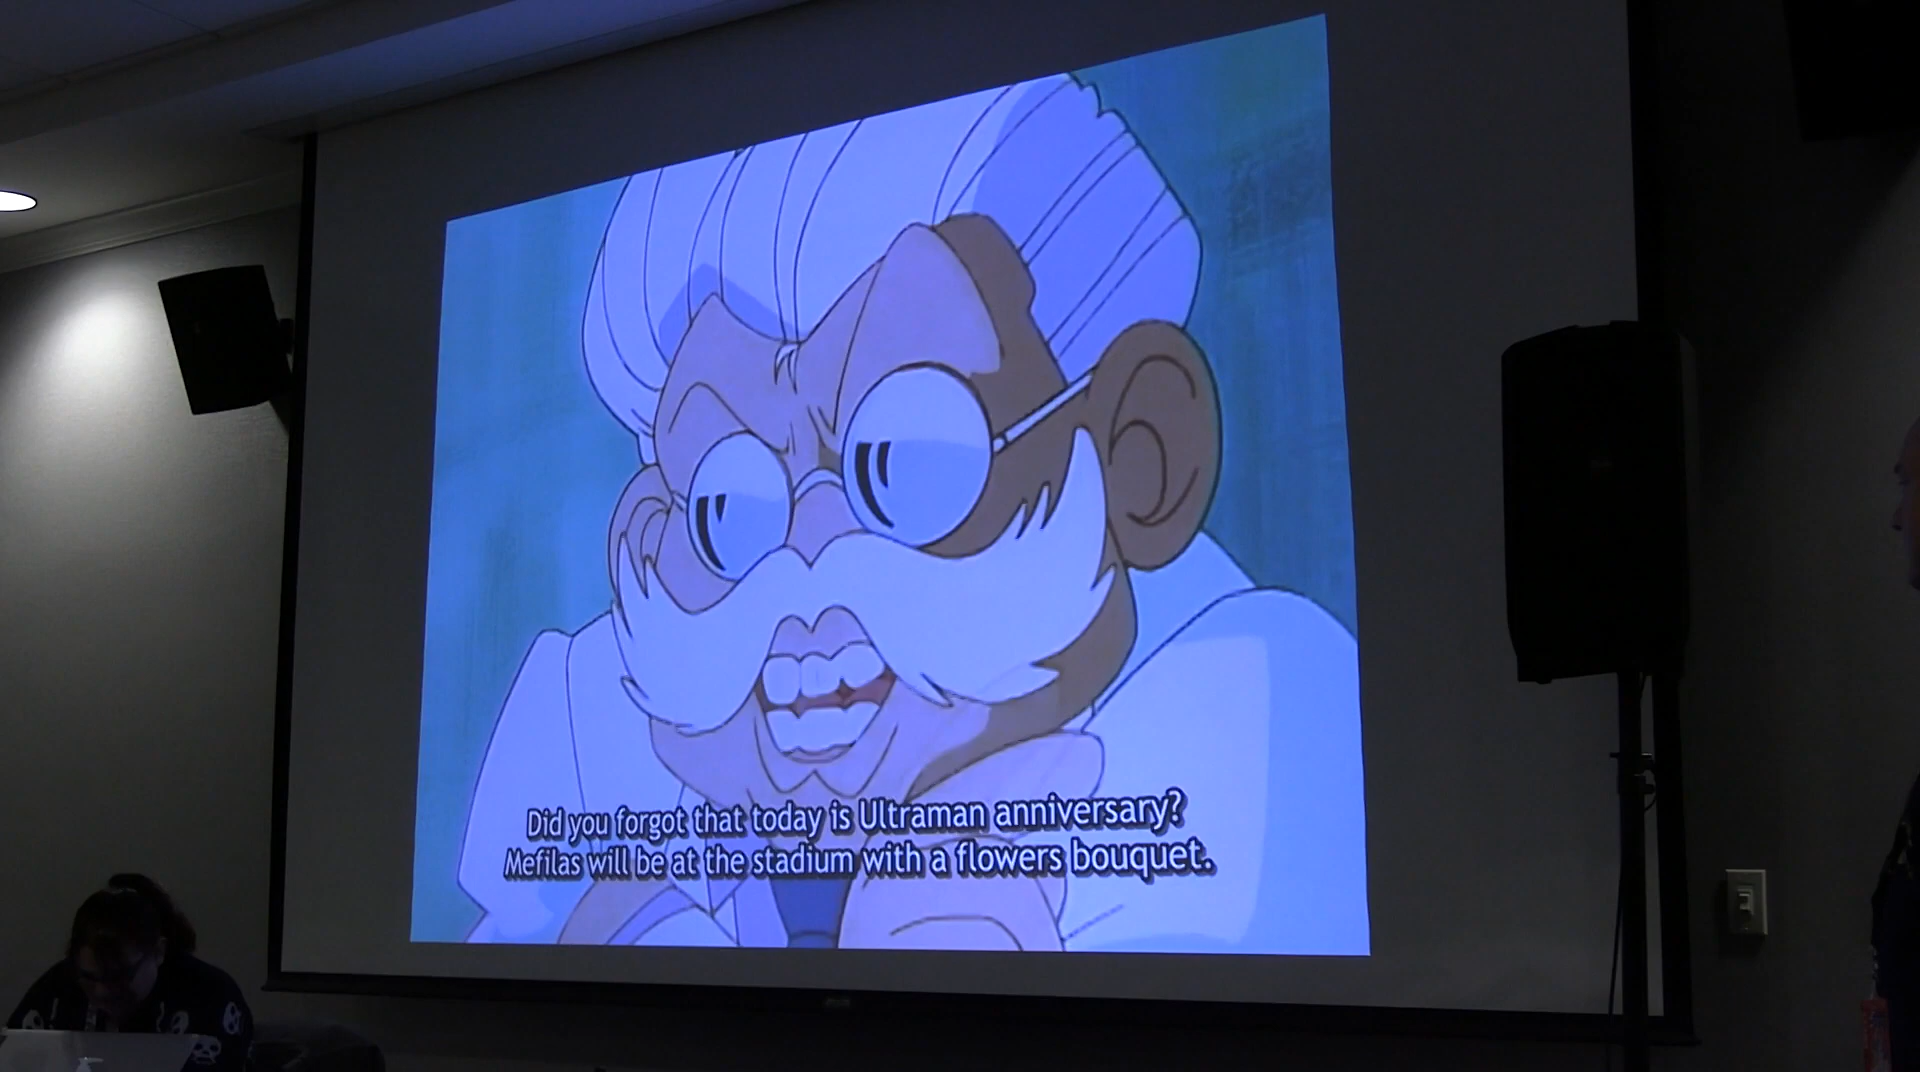 Did you forgot that today is Ultraman anniversary?
Mefilas will be at the stadium with a flowers bouquet.